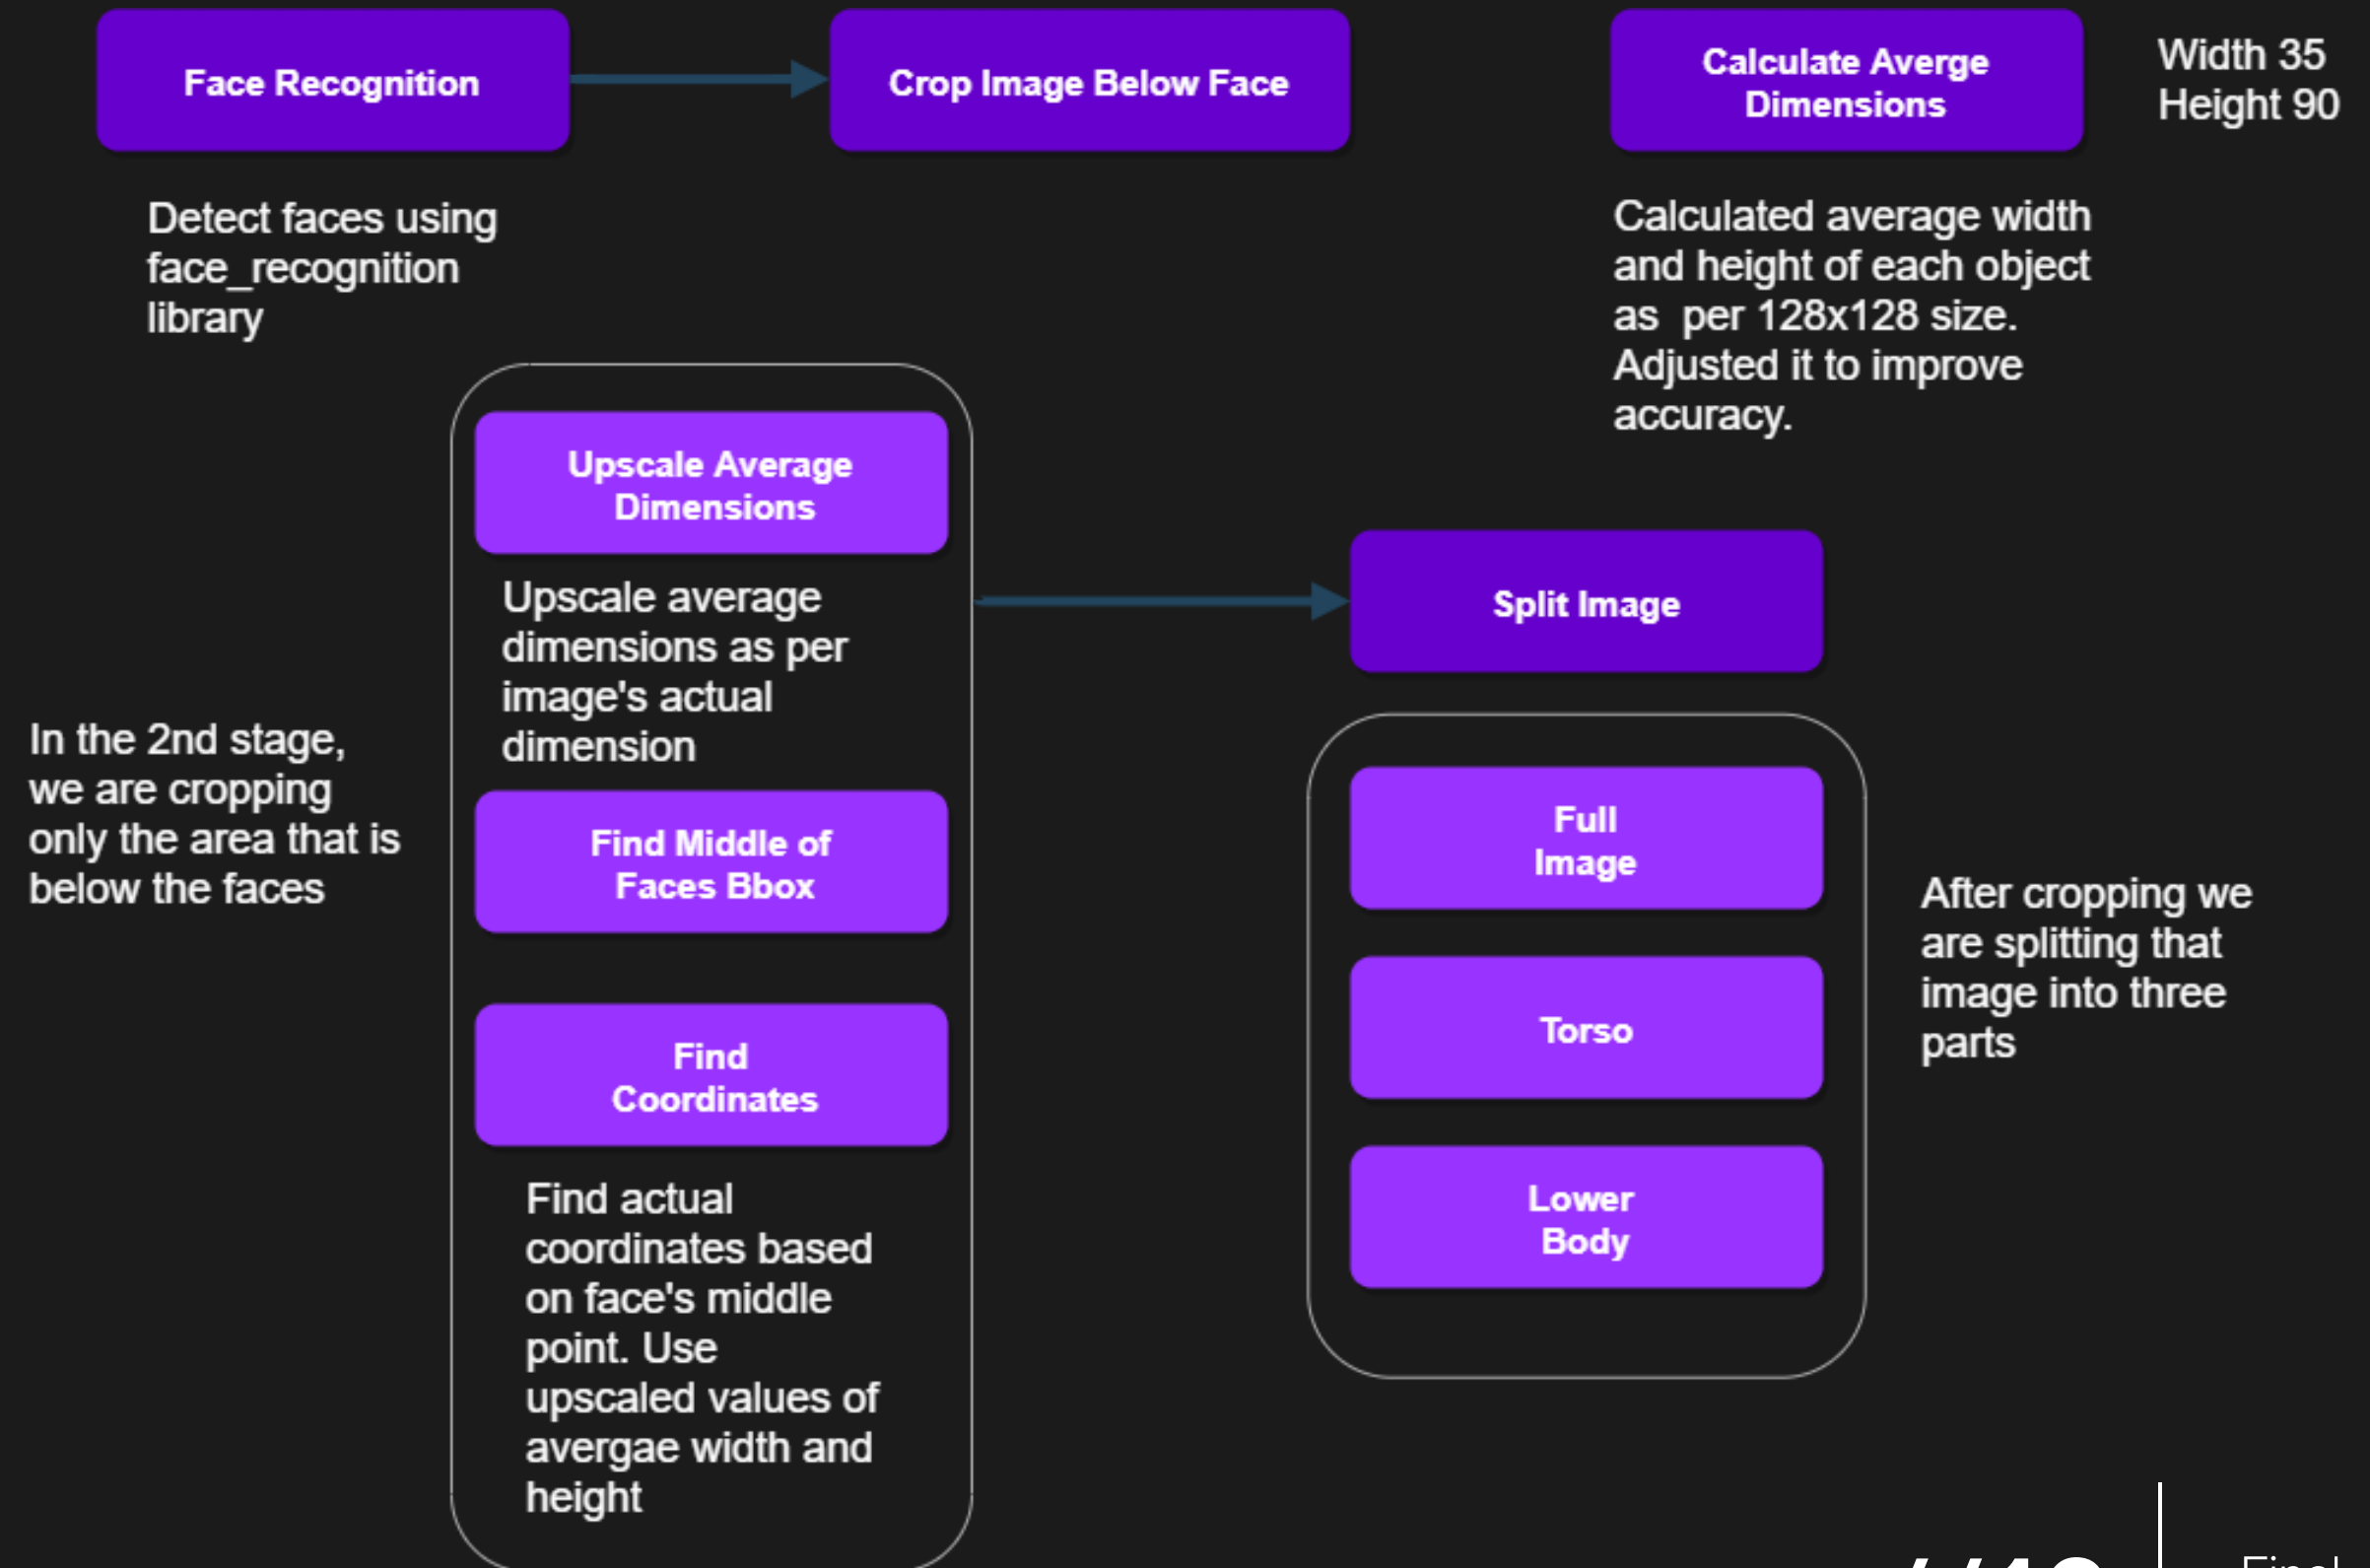 Face Recognition
Crop Image Below Face
Calculate Averge
Dimensions
Width 35
Height 90
Detect faces using
face_recognition
library
Calculated average width
and height of each object
as  per 128x128 size.
Adjusted it to improve
accuracy.
Upscale Average
Dimensions
Upscale average
dimensions as per
image's actual
dimension
Split Image
In the 2nd stage,
we are cropping
only the area that is
below the faces
Find Middle of
Faces Bbox
Find
Coordinates
Find actual
coordinates based
on face's middle
point. Use
upscaled values of
avergae width and
height
Full
Image
Torso
Lower
Body
After cropping we
are splitting that
image into three
parts